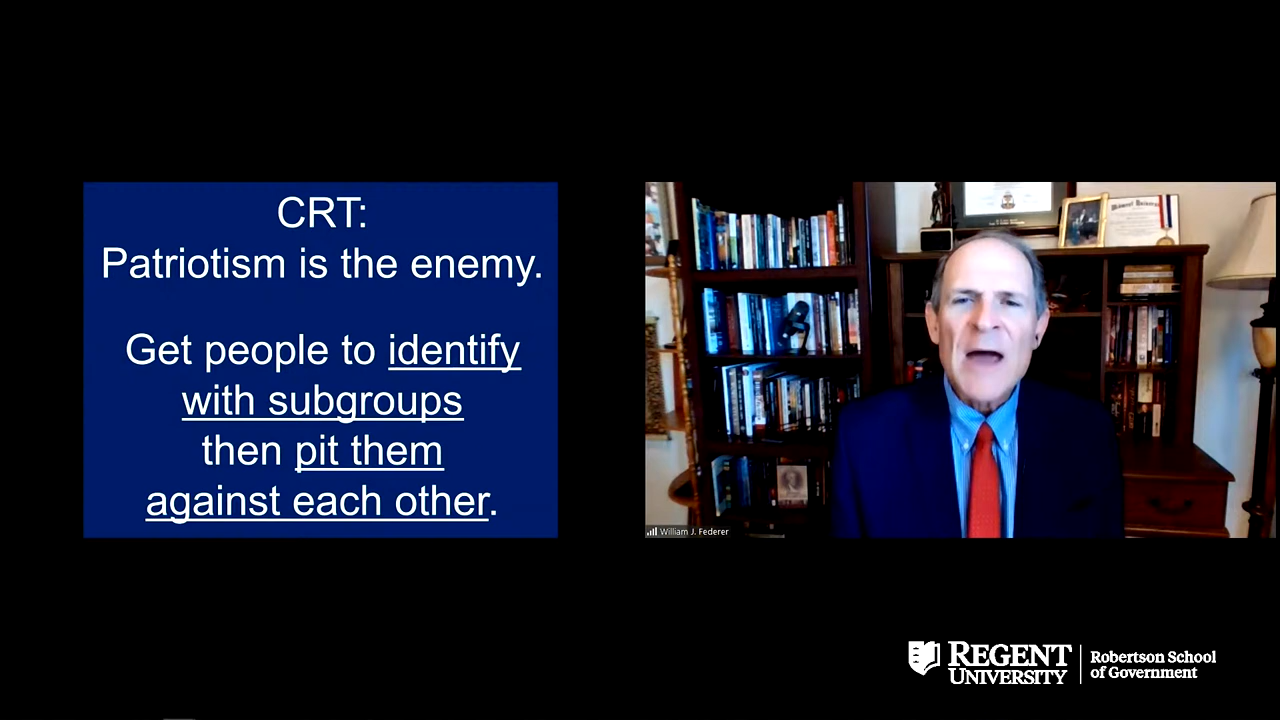 CRT:
Patriotism is the enemy.
Get people to identify
with subgroups
then pit them
against each other.
William J. Federer
REGENT
UNIVERSITY
Robertson School
of Government